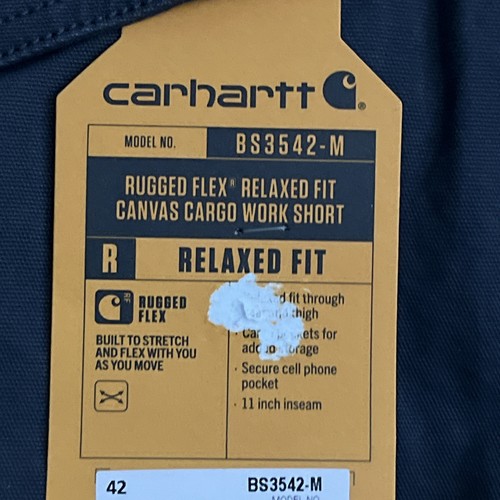 carhartt
MODEL NO. BS3542-M
RUGGED FLEX® RELAXED FIT
CANVAS CARGO WORK SHORT
R RELAXED FIT
RUGGED
FLEX
BUILT TO STRETCH
AND FLEX WITH YOU
AS YOU MOVE
fit through
thigh
for
· Secure cell phone
pocket
· 11 inch inseam
42 BS3542-M
MODEL NO.